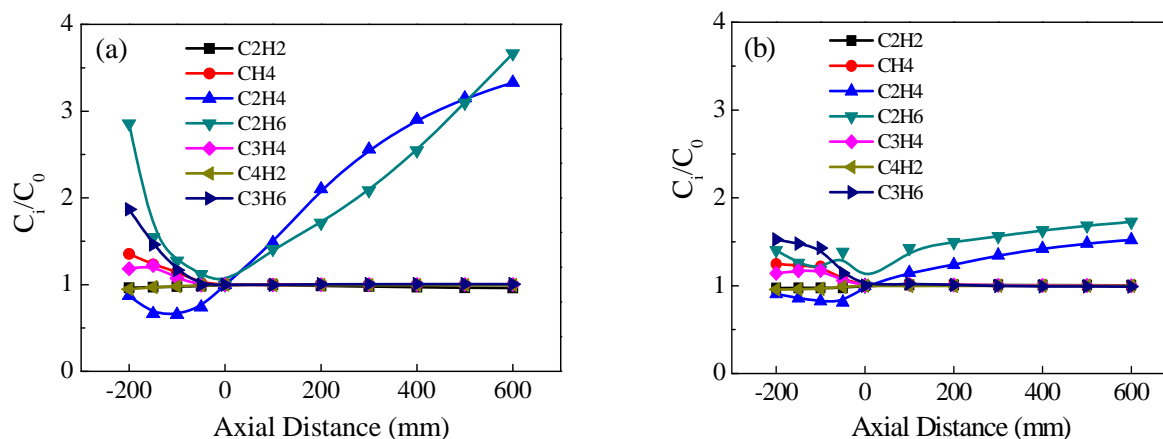 (a)
C2H2
CH4
C2H4
C2H6
C3H4
C4H2
C3H6
4
3
2
1
0
Ci/C0
-200 0 200 400 600
Axial Distance (mm)
(b)
C2H2
CH4
C2H4
C2H6
C3H4
C4H2
C3H6
4
3
2
1
0
Ci/C0
-200 0 200 400 600
Axial Distance (mm)